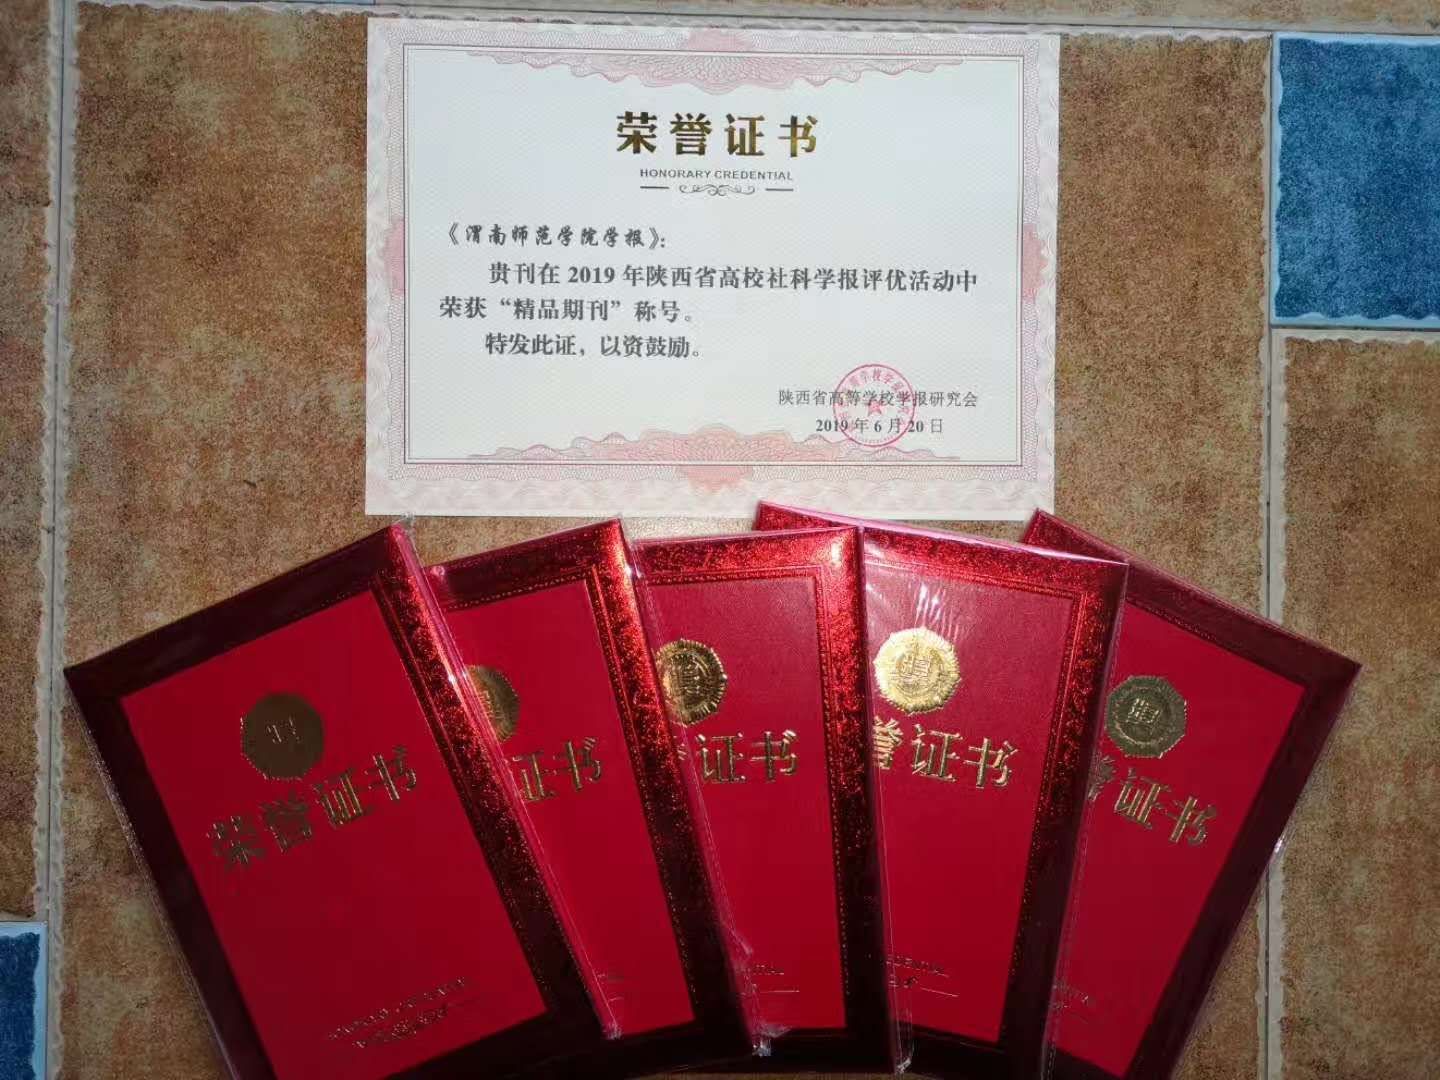 荣誉证书
HONORARY CREDENTIAL
《渭南师范学院学报》：
贵刊在 2019 年陕西省高校社科学报评优活动中
荣获“精品期刊”称号。
特发此证，以资鼓励。
陕西省高等学校学报研究会
2019 年 6 月 20 日
荣誉证书
证书
证书
誉证书
证书